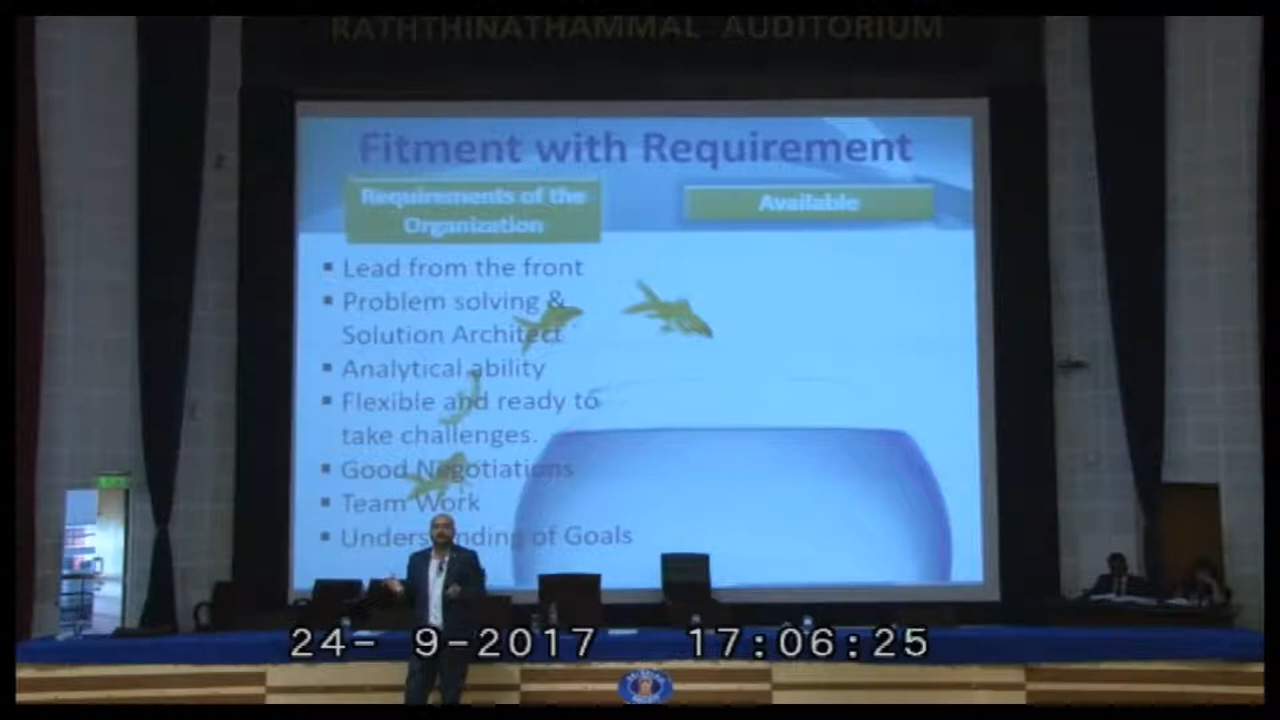 RATHTHINATHAMMAL AUDITORIUM
Fitment with Requirement
Requirements of the
Organization
Available
▪ Lead from the front
▪ Problem solving &
Solution Architect
▪ Analytical ability
▪ Flexible and ready to
take challenges.
▪ Good Negotiations
▪ Team Work
▪ Understanding of Goals
24- 9-2017 17:06:25